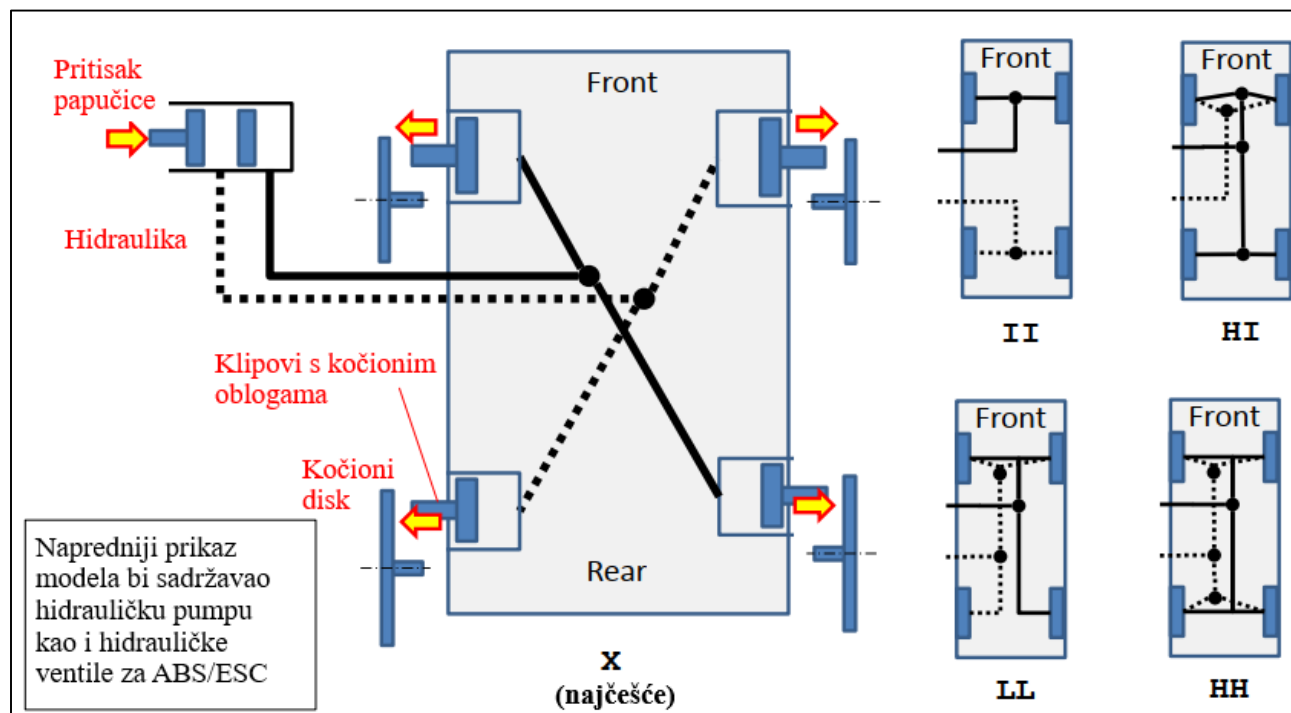 Pritisak
papučice
Hidraulika
Klipovi s kočionim
oblogama
Kočioni
disk
Napredniji prikaz
modela bi sadržavao
hidrauličku pumpu
kao i hidrauličke
ventile za ABS/ESC
Front
Rear
X
(najčešće)
Front
II
Front
HI
Front
LL
Front
HH